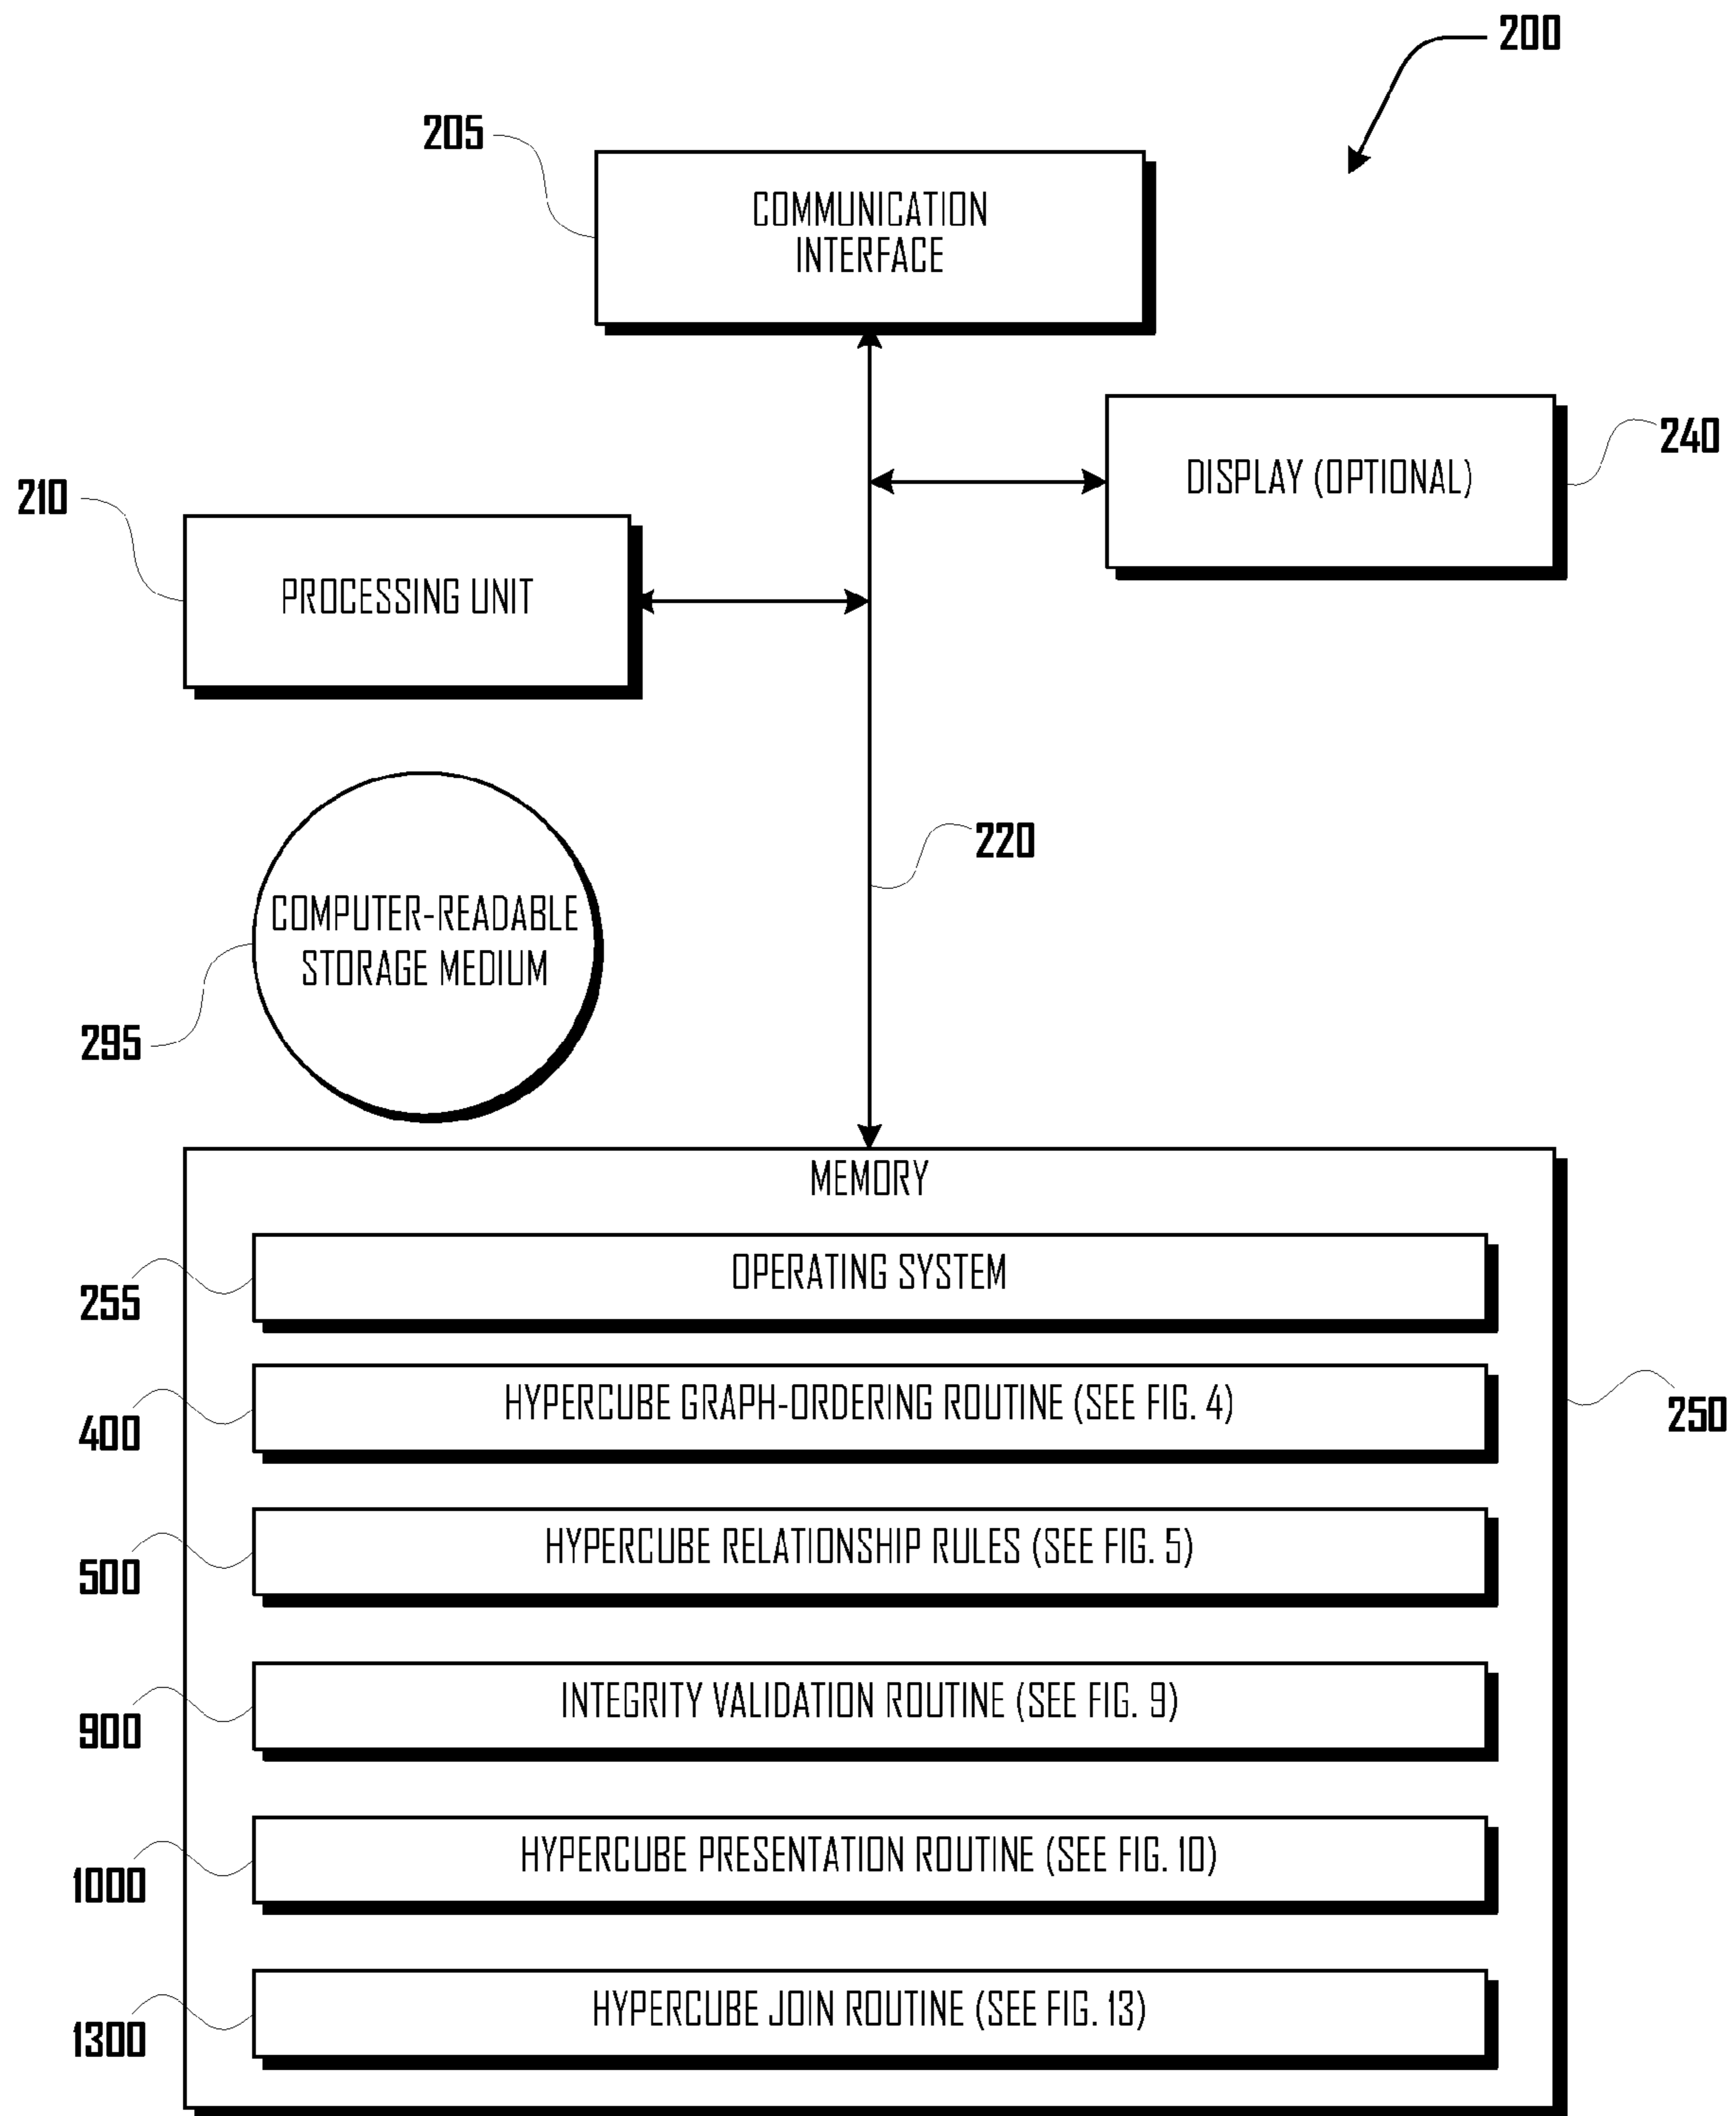 200
205
COMMUNICATION
INTERFACE
240
DISPLAY (OPTIONAL)
210
PROCESSING UNIT
220
COMPUTER-READABLE
STORAGE MEDIUM
295
MEMORY
OPERATING SYSTEM
255
HYPERCUBE GRAPH-ORDERING ROUTINE (SEE FIG. 4)
400
250
HYPERCUBE RELATIONSHIP RULES (SEE FIG. 5)
500
INTEGRITY VALIDATION ROUTINE (SEE FIG. 9)
900
HYPERCUBE PRESENTATION ROUTINE (SEE FIG. 10)
1000
HYPERCUBE JOIN ROUTINE (SEE FIG. 13)
1300